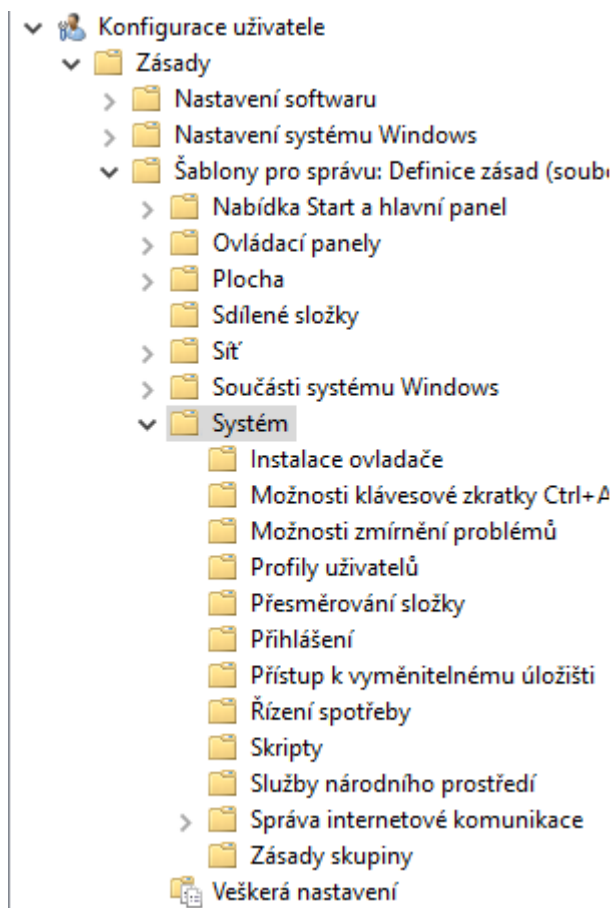 Konfigurace uživatele
Zásady
Nastavení softwaru
Nastavení systému Windows
Šablony pro správu: Definice zásad (soub
Nabídka Start a hlavní panel
Ovládací panely
Plocha
Sdílené složky
Síť
Součásti systému Windows
Systém
Instalace ovladače
Možnosti klávesové zkratky Ctrl+A
Možnosti zmírnění problémů
Profily uživatelů
Přesměrování složky
Přihlášení
Přístup k vyměnitelnému úložišti
Řízení spotřeby
Skripty
Služby národního prostředí
Správa internetové komunikace
Zásady skupiny
Veškerá nastavení